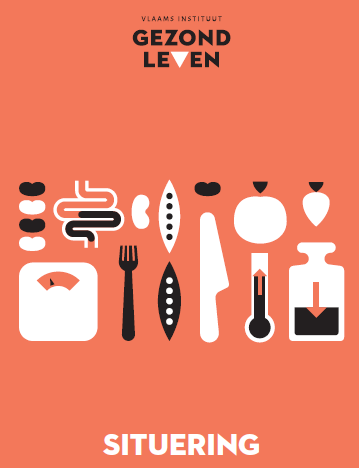 VLAAMS INSTITUUT
GEZOND
LEVEN
SITUERING